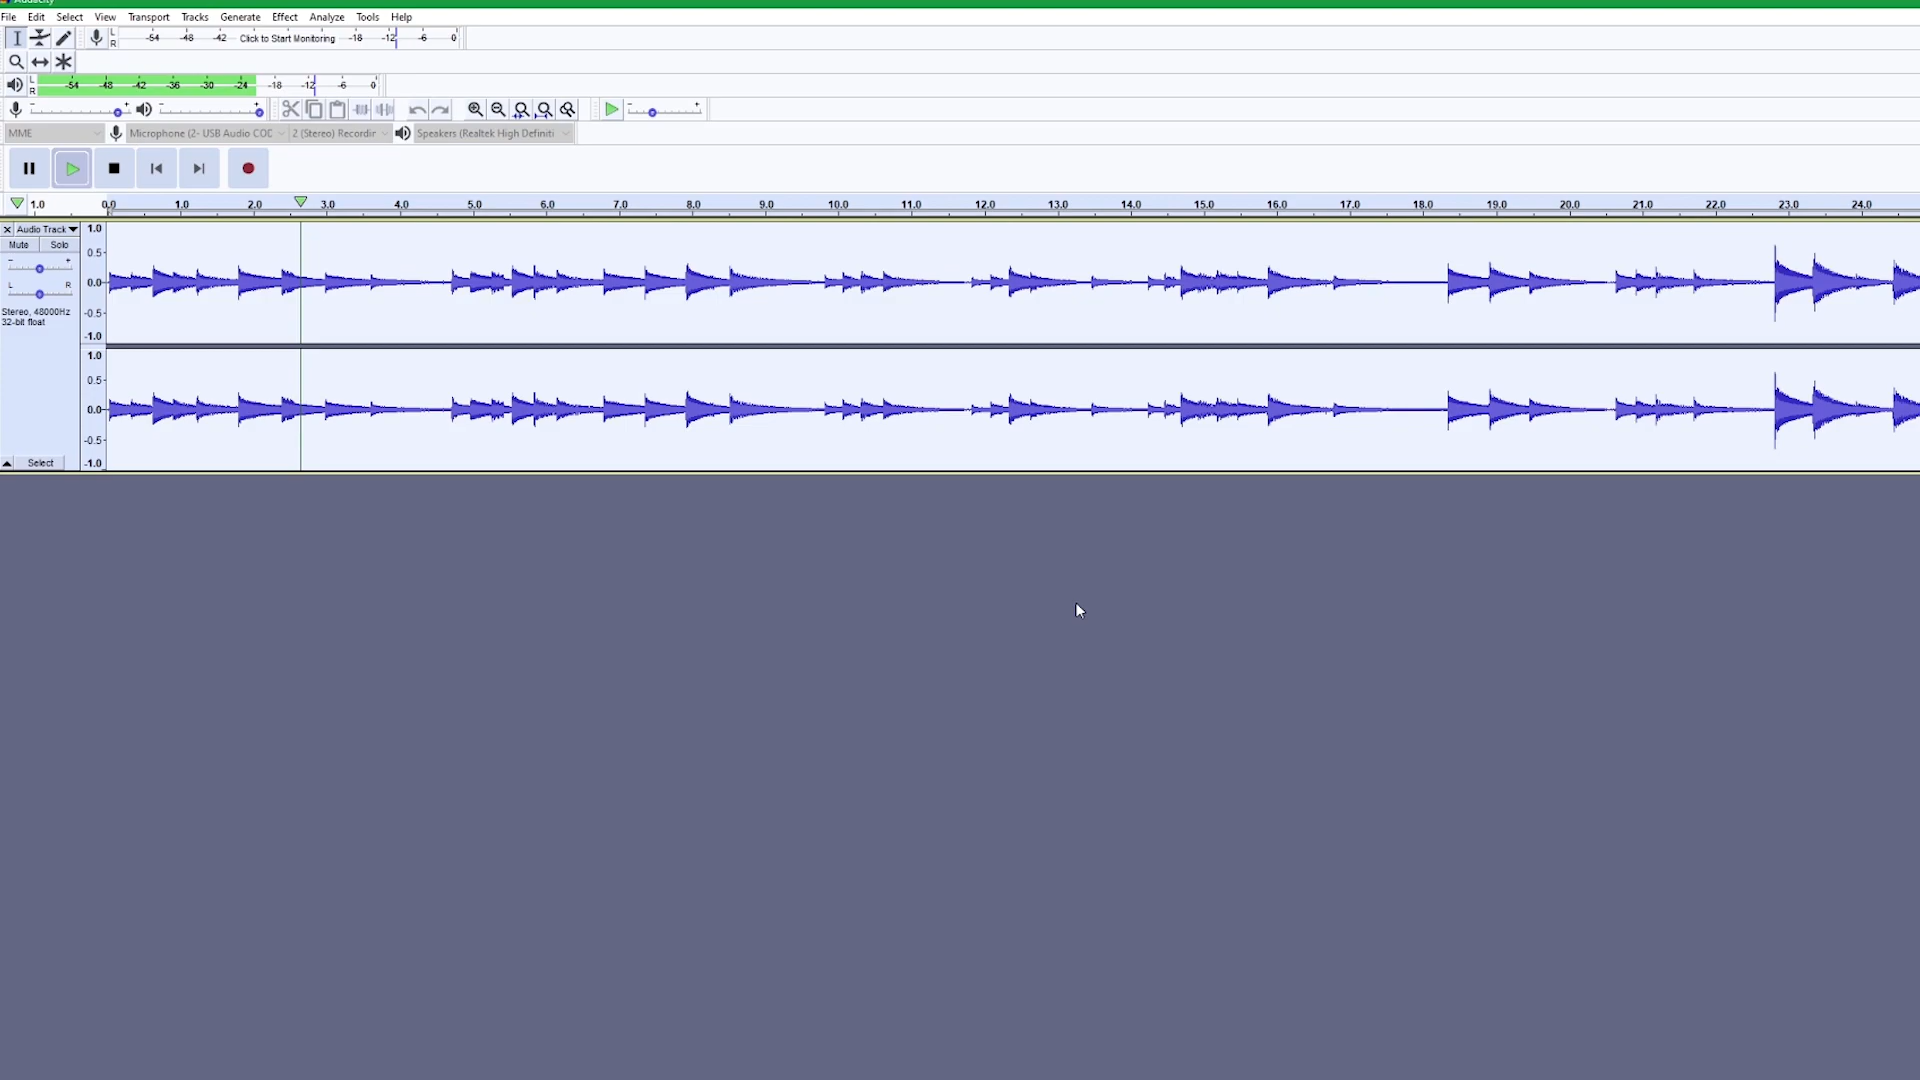 Audacity
File Edit Select View Transport Tracks Generate Effect Analyze Tools Help
L -54 -48 -42 Click to Start Monitoring -18 -12 -6 0
R
L -54 -48 -42 -36 -30 -24 -18 -12 -6 0
R
- + - + - +
MME Microphone (2- USB Audio COD 2 (Stereo) Recordin Speakers (Realtek High Definiti
1.0 0.0 1.0 2.0 3.0 4.0 5.0 6.0 7.0 8.0 9.0 10.0 11.0 12.0 13.0 14.0 15.0 16.0 17.0 18.0 19.0 20.0 21.0 22.0 23.0 24.0
Audio Track 1.0
Mute Solo 0.5
- +
L R 0.0
Stereo, 48000Hz -0.5
32-bit float
-1.0
1.0
0.5
0.0
-0.5
Select -1.0